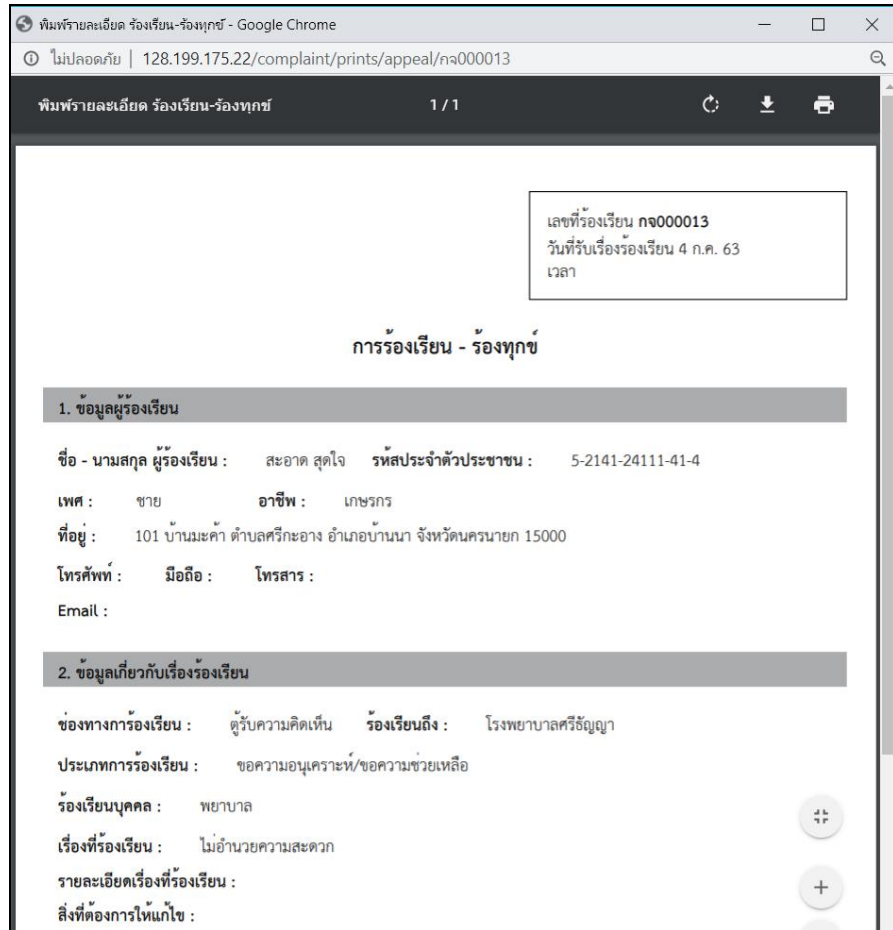 พิมพ์รายละเอียด ร้องเรียน-ร้องทุกข์ - Google Chrome
ไม่ปลอดภัย | 128.199.175.22/complaint/prints/appeal/กจ000013
พิมพ์รายละเอียด ร้องเรียน-ร้องทุกข์ 1 / 1
เลขที่ร้องเรียน กจ000013
วันที่รับเรื่องร้องเรียน 4 ก.ค. 63
เวลา
การร้องเรียน - ร้องทุกข์
1. ข้อมูลผู้ร้องเรียน
ชื่อ - นามสกุล ผู้ร้องเรียน : สะอาด สุดใจ รหัสประจำตัวประชาชน : 5-2141-24111-41-4
เพศ : ชาย อาชีพ : เกษรกร
ที่อยู่ : 101 บ้านมะค้า ตำบลศรีกะอาง อำเภอบ้านนา จังหวัดนครนายก 15000
โทรศัพท์ : มือถือ : โทรสาร :
Email :
2. ข้อมูลเกี่ยวกับเรื่องร้องเรียน
ช่องทางการ้องเรียน : ตู้รับความคิดเห็น ร้องเรียนถึง : โรงพยาบาลศรีธัญญา
ประเภทการร้องเรียน : ขอความอนุเคราะห์/ขอความช่วยเหลือ
ร้องเรียนบุคคล : พยาบาล
เรื่องที่ร้องเรียน : ไม่อำนวยความสะดวก
รายละเอียดเรื่องที่ร้องเรียน :
สิ่งที่ต้องการให้แก้ไข :